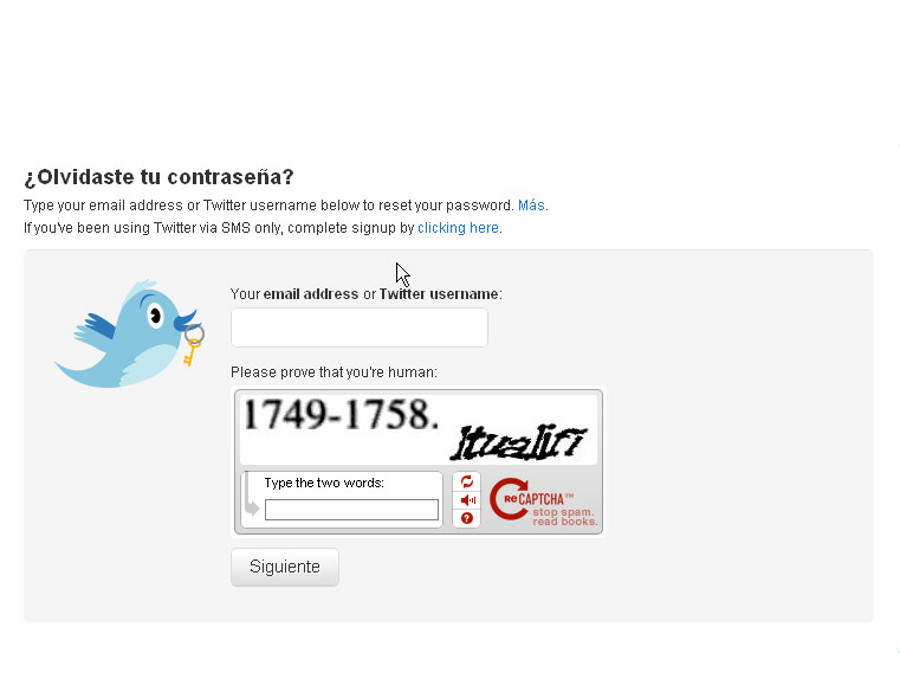 ¿Olvidaste tu contraseña?
Type your email address or Twitter username below to reset your password. Más.
If you've been using Twitter via SMS only, complete signup by clicking here.
Your email address or Twitter username:
Please prove that you're human:
1749-1758.
Type the two words:
reCAPTCHA™
stop spam.
read books.
Siguiente